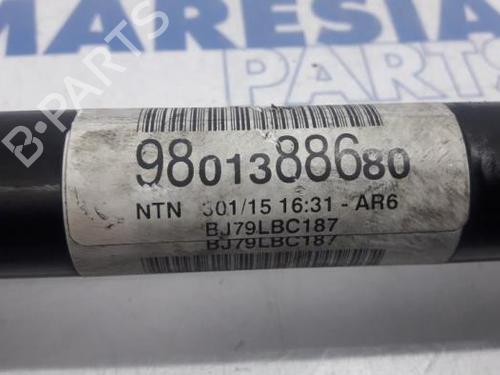 MARESIA
PARTS
B-PARTS
9801388680
NTN 301/15 16:31 - AR6
BJ79LBC187
BJ79LBC187